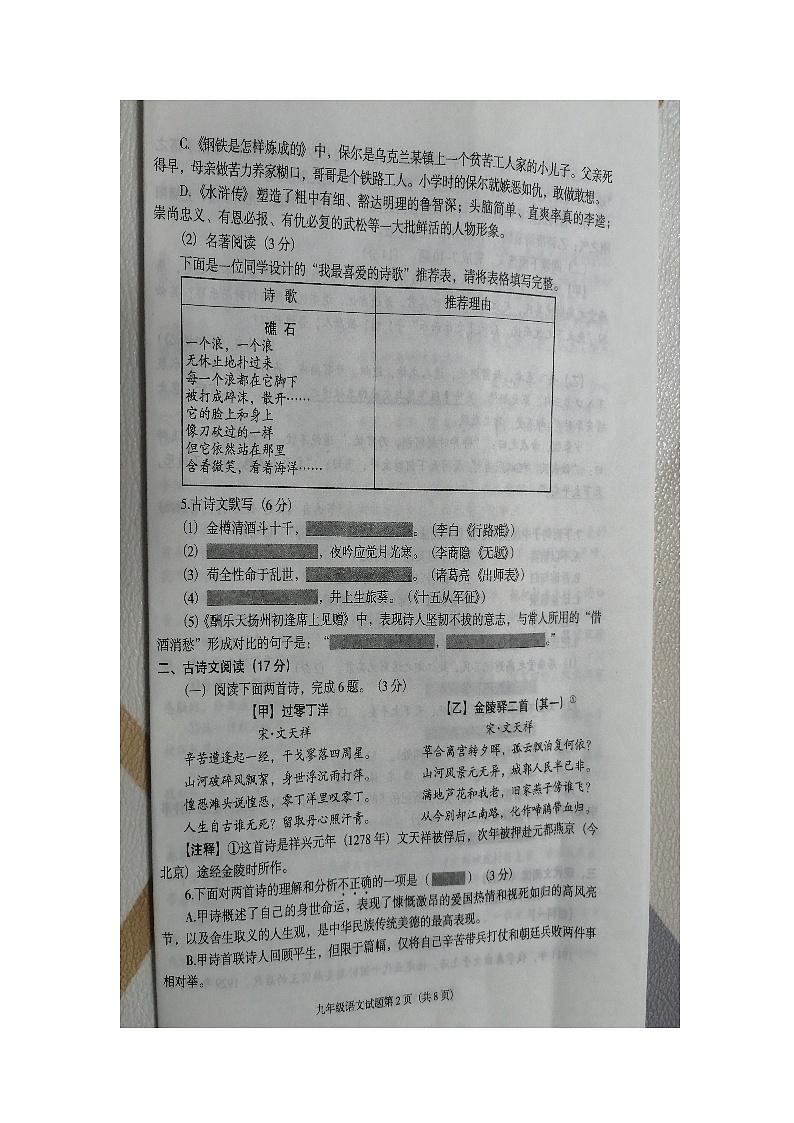 C.《钢铁是怎样炼成的》中，保尔是乌克兰某镇上一个贫苦工人家的小儿子。父亲死
得早，母亲做苦力养家糊口，哥哥是个铁路工人。小学时的保尔就嫉恶如仇，敢做敢想。
D.《水浒传》塑造了粗中有细、豁达明理的鲁智深；头脑简单、直爽率真的李逵；
崇尚忠义、有恩必报、有仇必复的武松等一大批鲜活的人物形象。
（2）名著阅读（3分）
下面是一位同学设计的“我最喜爱的诗歌”推荐表，请将表格填写完整。
诗 歌 推荐理由
礁 石
一个浪，一个浪
无休止地扑过来
每一个浪都在它脚下
被打成碎沫，散开……
它的脸上和身上
像刀砍过的一样
但它依然站在那里
含着微笑，看着海洋……
5.古诗文默写（6分）
（1）金樽清酒斗十千， 。（李白《行路难》）
（2） ，夜吟应觉月光寒。（李商隐《无题》）
（3）苟全性命于乱世， 。（诸葛亮《出师表》）
（4） ，井上生旅葵。（《十五从军征》）
（5）《酬乐天扬州初逢席上见赠》中，表现诗人坚韧不拔的意志，与常人所用的“借
酒消愁”形成对比的句子是：“ ， 。”
二、古诗文阅读（17分）
（一）阅读下面两首诗，完成6题。（3分）
【甲】过零丁洋
宋·文天祥
辛苦遭逢起一经，干戈寥落四周星。
山河破碎风飘絮，身世浮沉雨打萍。
惶恐滩头说惶恐，零丁洋里叹零丁。
人生自古谁无死？留取丹心照汗青。
【乙】金陵驿二首（其一）①
宋·文天祥
草合离宫转夕晖，孤云飘泊复何依？
山河风景元无异，城郭人民半已非。
满地芦花和我老，旧家燕子傍谁飞？
从今别却江南路，化作啼鹃带血归。
【注释】①这首诗是祥兴元年（1278年）文天祥被俘后，次年被押赴元都燕京（今
北京）途经金陵时所作。
6.下面对两首诗的理解和分析不正确的一项是（ ）（3分）
A.甲诗概述了自己的身世命运，表现了慷慨激昂的爱国热情和视死如归的高风亮
节，以及舍生取义的人生观，是中华民族传统美德的最高表现。
B.甲诗首联诗人回顾平生，但限于篇幅，仅将自己辛苦带兵打仗和朝廷兵败两件事
相对举。
九年级语文试题第2页（共8页）